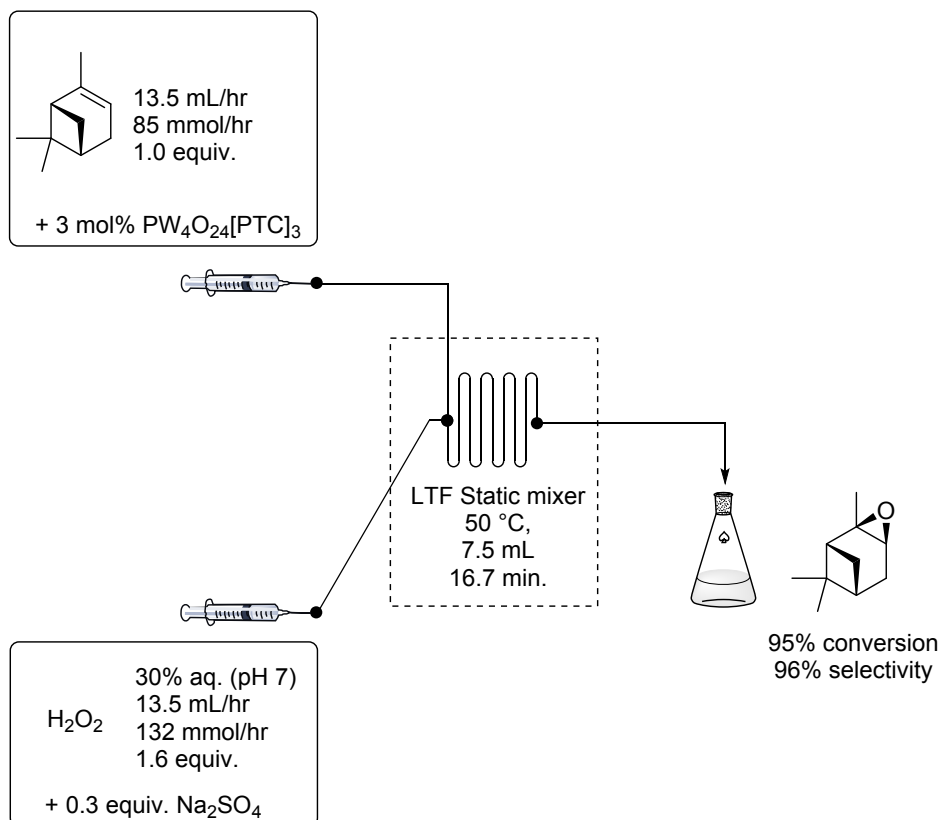 13.5 mL/hr
85 mmol/hr
1.0 equiv.
+ 3 mol% PW₄O₂₄[PTC]₃
LTF Static mixer
50 °C,
7.5 mL
16.7 min.
O
95% conversion
96% selectivity
H₂O₂
30% aq. (pH 7)
13.5 mL/hr
132 mmol/hr
1.6 equiv.
+ 0.3 equiv. Na₂SO₄